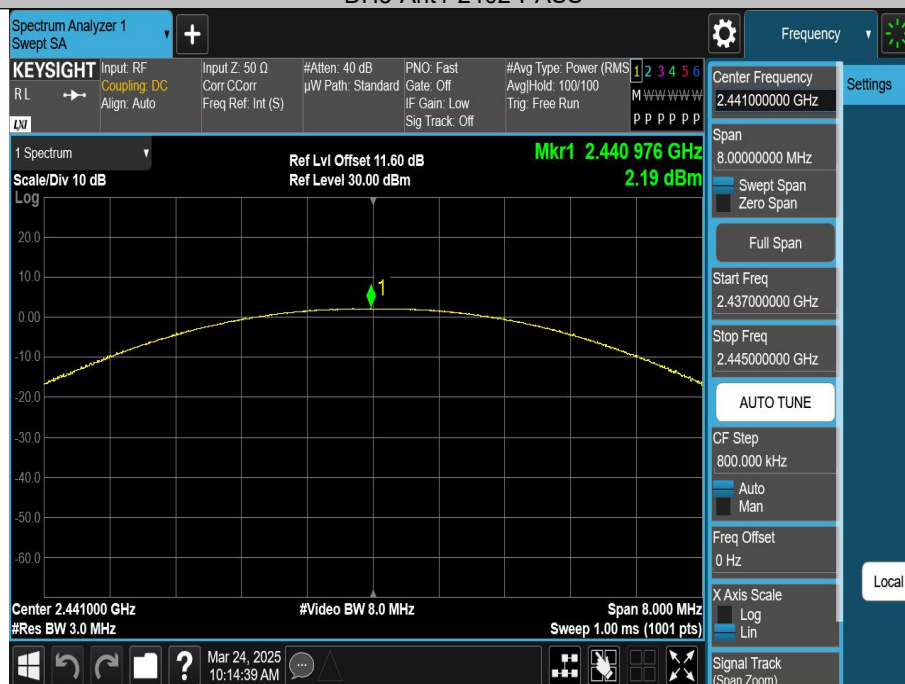 Spectrum Analyzer 1
Swept SA
+
Frequency
KEYSIGHT
R L
LXI
Input: RF
Coupling: DC
Align: Auto
Input Z: 50 Ω
Corr CCorr
Freq Ref: Int (S)
#Atten: 40 dB
µW Path: Standard
PNO: Fast
Gate: Off
IF Gain: Low
Sig Track: Off
#Avg Type: Power (RMS
Avg|Hold: 100/100
Trig: Free Run
1 2 3 4 5 6
M W W W W W
P P P P P P
1 Spectrum
Scale/Div 10 dB
Log
Ref Lvl Offset 11.60 dB
Ref Level 30.00 dBm
Mkr1 2.440 976 GHz
2.19 dBm
20.0
10.0
0.00
-10.0
-20.0
-30.0
-40.0
-50.0
-60.0
1
Center 2.441000 GHz
#Res BW 3.0 MHz
#Video BW 8.0 MHz
Span 8.000 MHz
Sweep 1.00 ms (1001 pts)
Center Frequency
2.441000000 GHz
Settings
Span
8.00000000 MHz
Swept Span
Zero Span
Full Span
Start Freq
2.437000000 GHz
Stop Freq
2.445000000 GHz
AUTO TUNE
CF Step
800.000 kHz
Auto
Man
Freq Offset
0 Hz
Local
X Axis Scale
Log
Lin
Signal Track
(Span Zoom)
?
Mar 24, 2025
10:14:39 AM